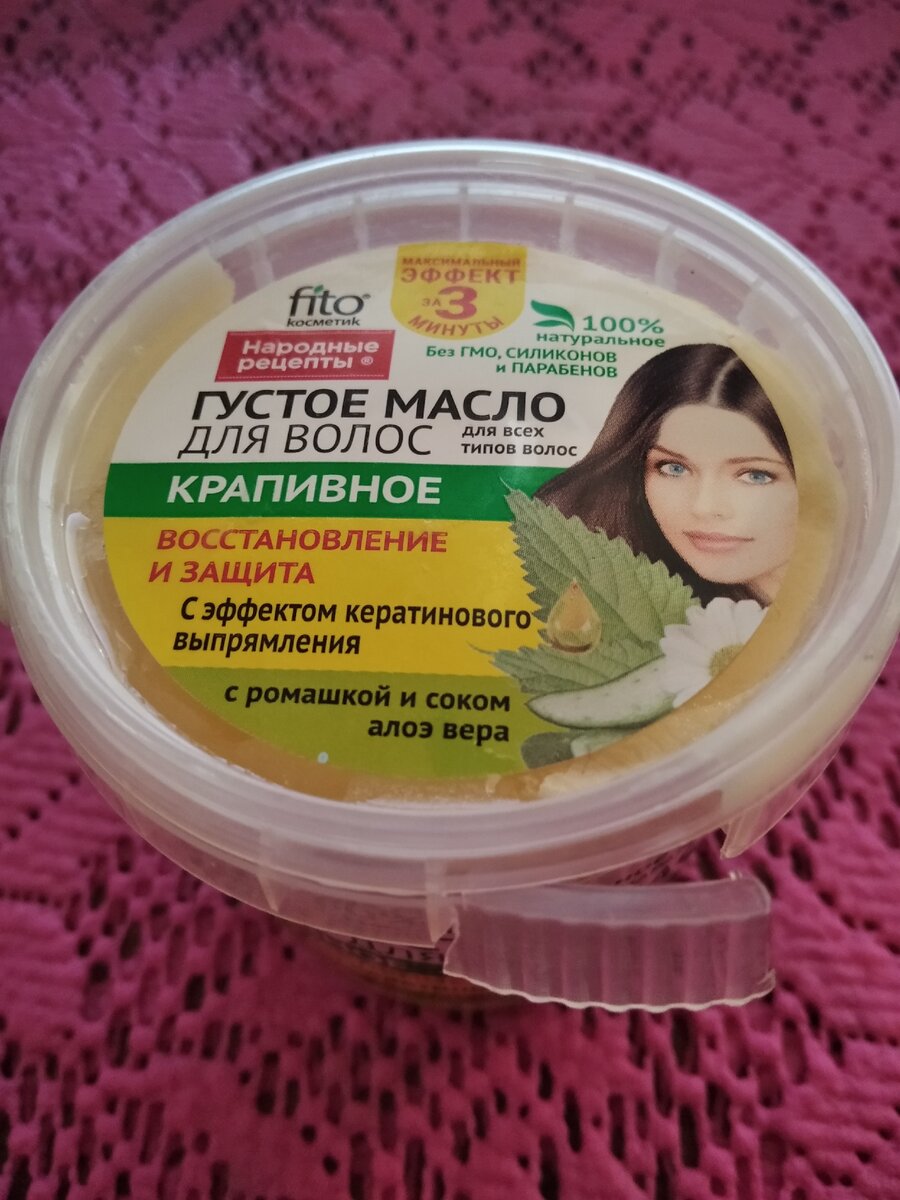 МАКСИМАЛЬНЫЙ
ЭФФЕКТ
ЗА 3
МИНУТЫ
fito®
косметик
Народные
рецепты ®
100%
натуральное
Без ГМО, СИЛИКОНОВ
и ПАРАБЕНОВ
ГУСТОЕ МАСЛО
ДЛЯ ВОЛОС
для всех
типов волос
КРАПИВНОЕ
ВОССТАНОВЛЕНИЕ
И ЗАЩИТА
С эффектом кератинового
выпрямления
с ромашкой и соком
алоэ вера